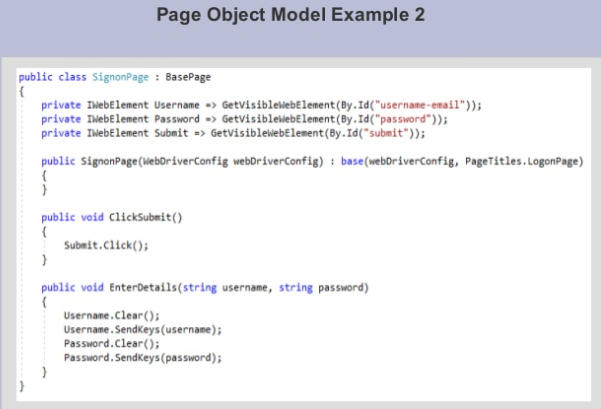 Page Object Model Example 2
public class SignonPage : BasePage
{
private IWebElement Username => GetVisibleWebElement(By.Id("username-email"));
private IWebElement Password => GetVisibleWebElement(By.Id("password"));
private IWebElement Submit => GetVisibleWebElement(By.Id("submit"));
public SignonPage(WebDriverConfig webDriverConfig) : base(webDriverConfig, PageTitles.LogonPage)
{
}
public void ClickSubmit()
{
Submit.Click();
}
public void EnterDetails(string username, string password)
{
Username.Clear();
Username.SendKeys(username);
Password.Clear();
Password.SendKeys(password);
}
}